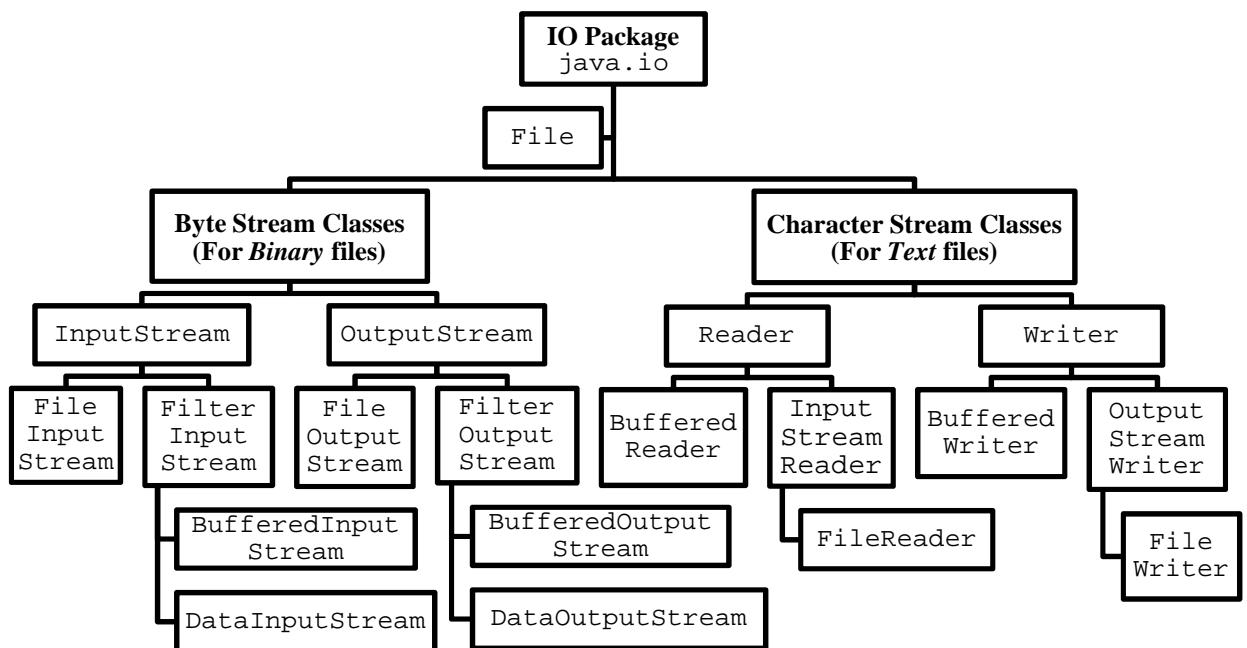 IO Package
java.io
File
Byte Stream Classes
(For Binary files)
Character Stream Classes
(For Text files)
InputStream
OutputStream
Reader
Writer
File
Input
Stream
Filter
Input
Stream
File
Output
Stream
Filter
Output
Stream
Buffered
Reader
Input
Stream
Reader
Buffered
Writer
Output
Stream
Writer
BufferedInput
Stream
BufferedOutput
Stream
FileReader
File
Writer
DataInputStream
DataOutputStream